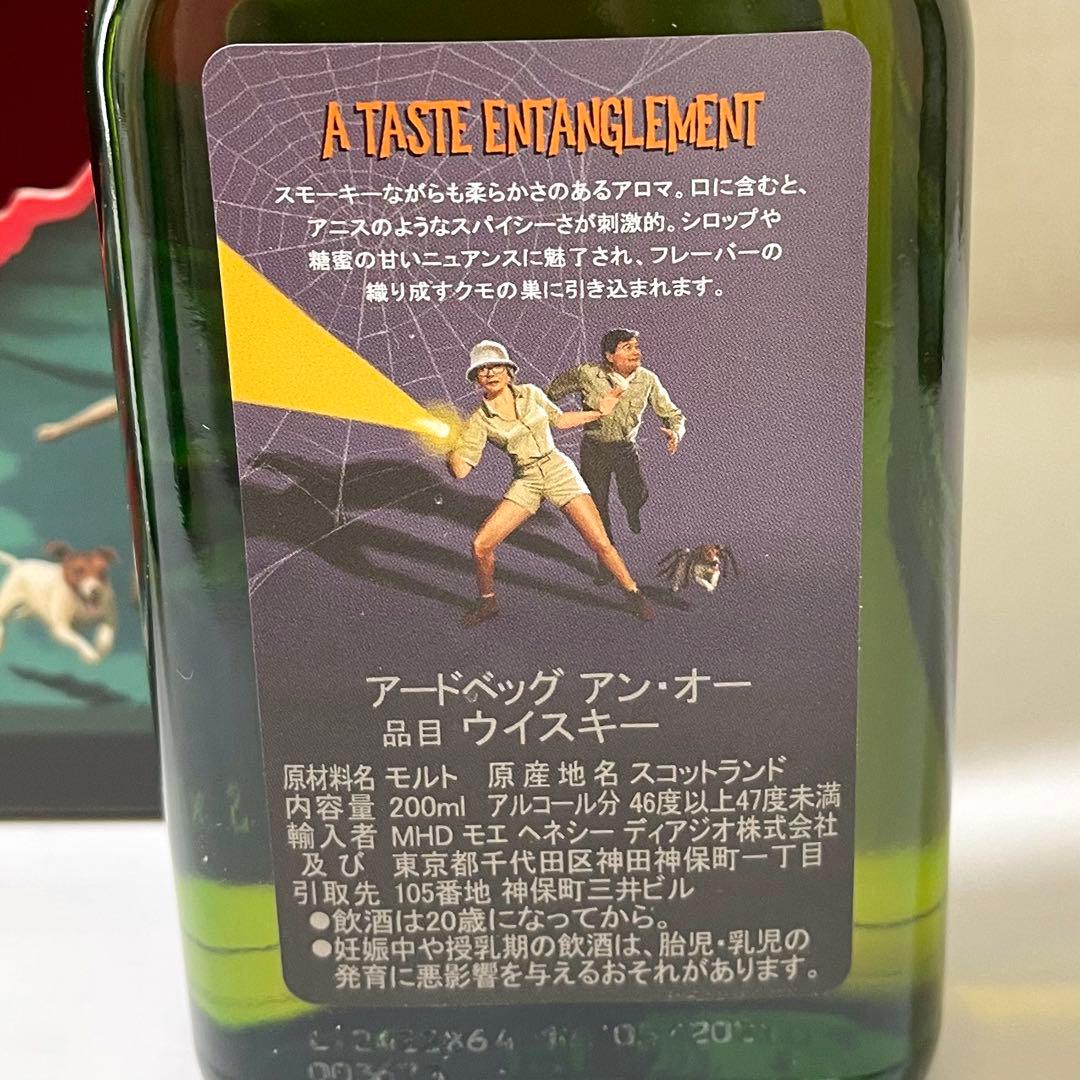 A TASTE ENTANGLEMENT
スモーキーながらも柔らかさのあるアロマ。口に含むと、
アニスのようなスパイシーさが刺激的。シロップや
糖蜜の甘いニュアンスに魅了され、フレーバーの
織り成すクモの巣に引き込まれます。
アードベッグ アン・オー
品目 ウイスキー
原材料名 モルト 原産地名 スコットランド
内容量 200ml アルコール分 46度以上47度未満
輸入者 MHD モエ ヘネシー ディアジオ株式会社
及び 東京都千代田区神田神保町一丁目
引取先 105番地 神保町三井ビル
●飲酒は20歳になってから。
●妊娠中や授乳期の飲酒は、胎児・乳児の
発育に悪影響を与えるおそれがあります。